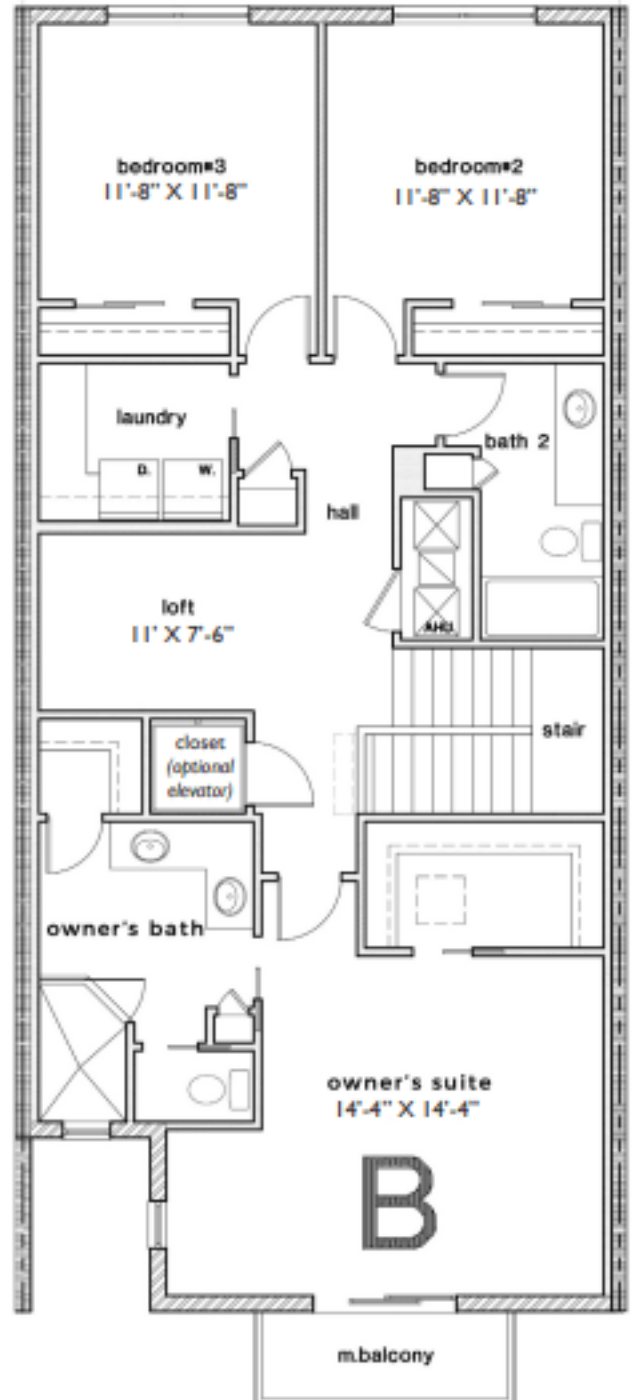 bedroom#3
11'-8" X 11'-8"
bedroom#2
11'-8" X 11'-8"
laundry
D.
W.
bath 2
hall
loft
11' X 7'-6"
AHU
closet
(optional
elevator)
stair
owner's bath
owner's suite
14'-4" X 14'-4"
B
m.balcony